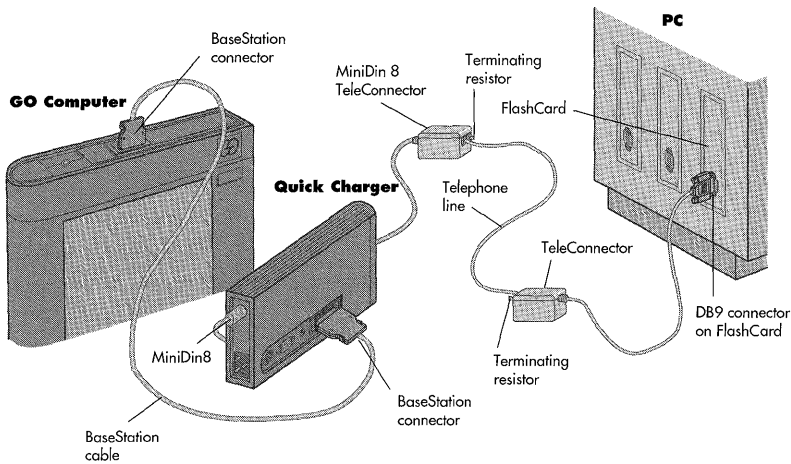 PC
BaseStation
connector
GO Computer
MiniDin 8
TeleConnector
Terminating
resistor
FlashCard
Quick Charger
Telephone
line
TeleConnector
MiniDin8
DB9 connector
on FlashCard
Terminating
resistor
BaseStation
connector
BaseStation
cable